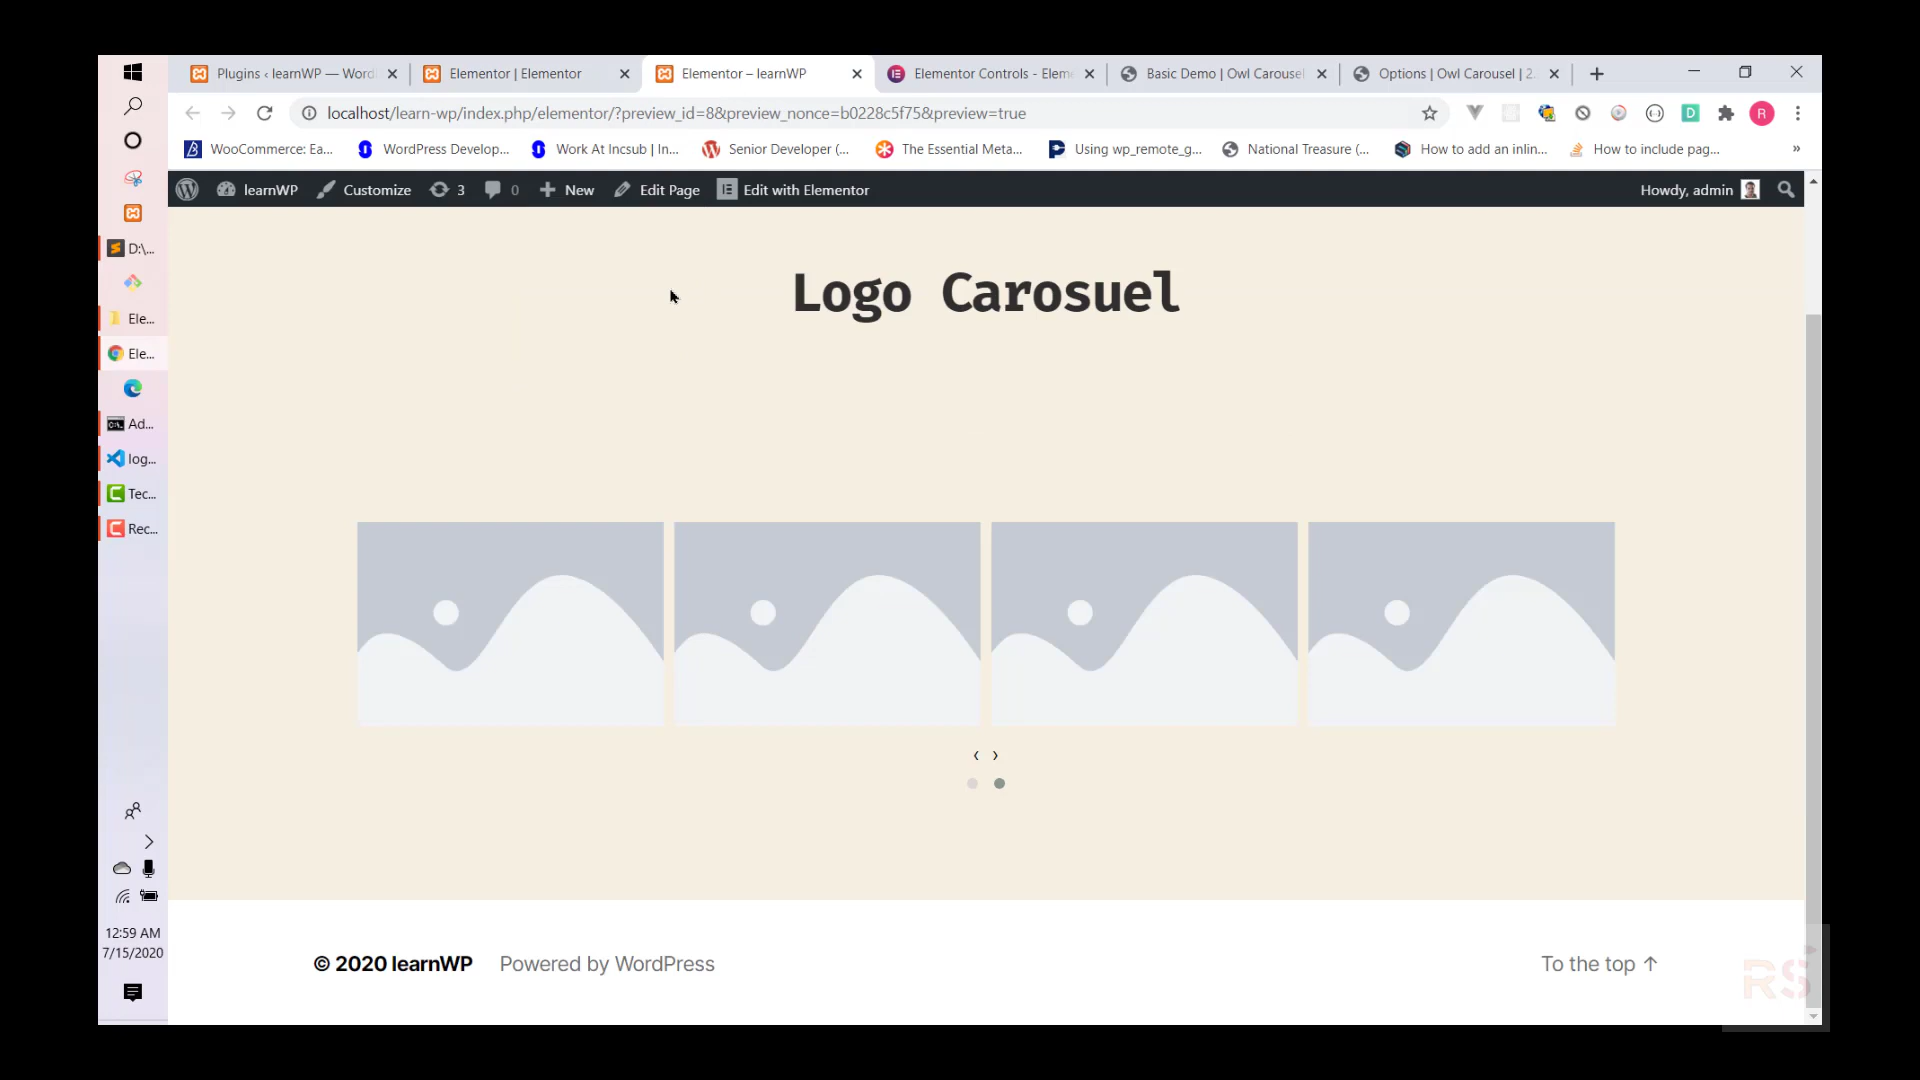 Plugins ‹ learnWP — Word
Elementor | Elementor
Elementor – learnWP
Elementor Controls - Elem
Basic Demo | Owl Carousel
Options | Owl Carousel | 2.
localhost/learn-wp/index.php/elementor/?preview_id=8&preview_nonce=b0228c5f75&preview=true
R
D
WooCommerce: Ea...
WordPress Develop...
Work At Incsub | In...
Senior Developer (...
The Essential Meta...
Using wp_remote_g...
National Treasure (...
How to add an inlin...
How to include pag...
»
learnWP
Customize
3
0
New
Edit Page
Edit with Elementor
Howdy, admin
D:\...
Ele...
Ele...
Ad...
log...
Tec...
Rec...
12:59 AM
7/15/2020
Logo Carosuel
‹ ›
© 2020 learnWP
Powered by WordPress
To the top ↑
RS